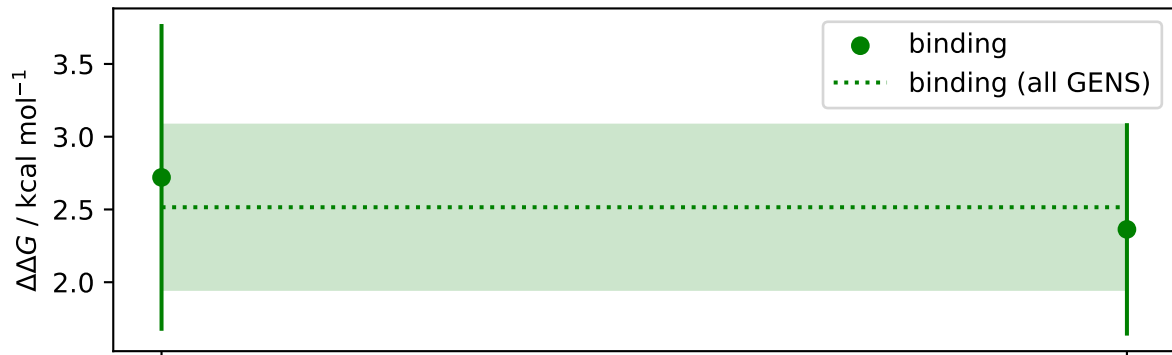 ΔΔG / kcal mol⁻¹
3.5
3.0
2.5
2.0
binding
binding (all GENS)